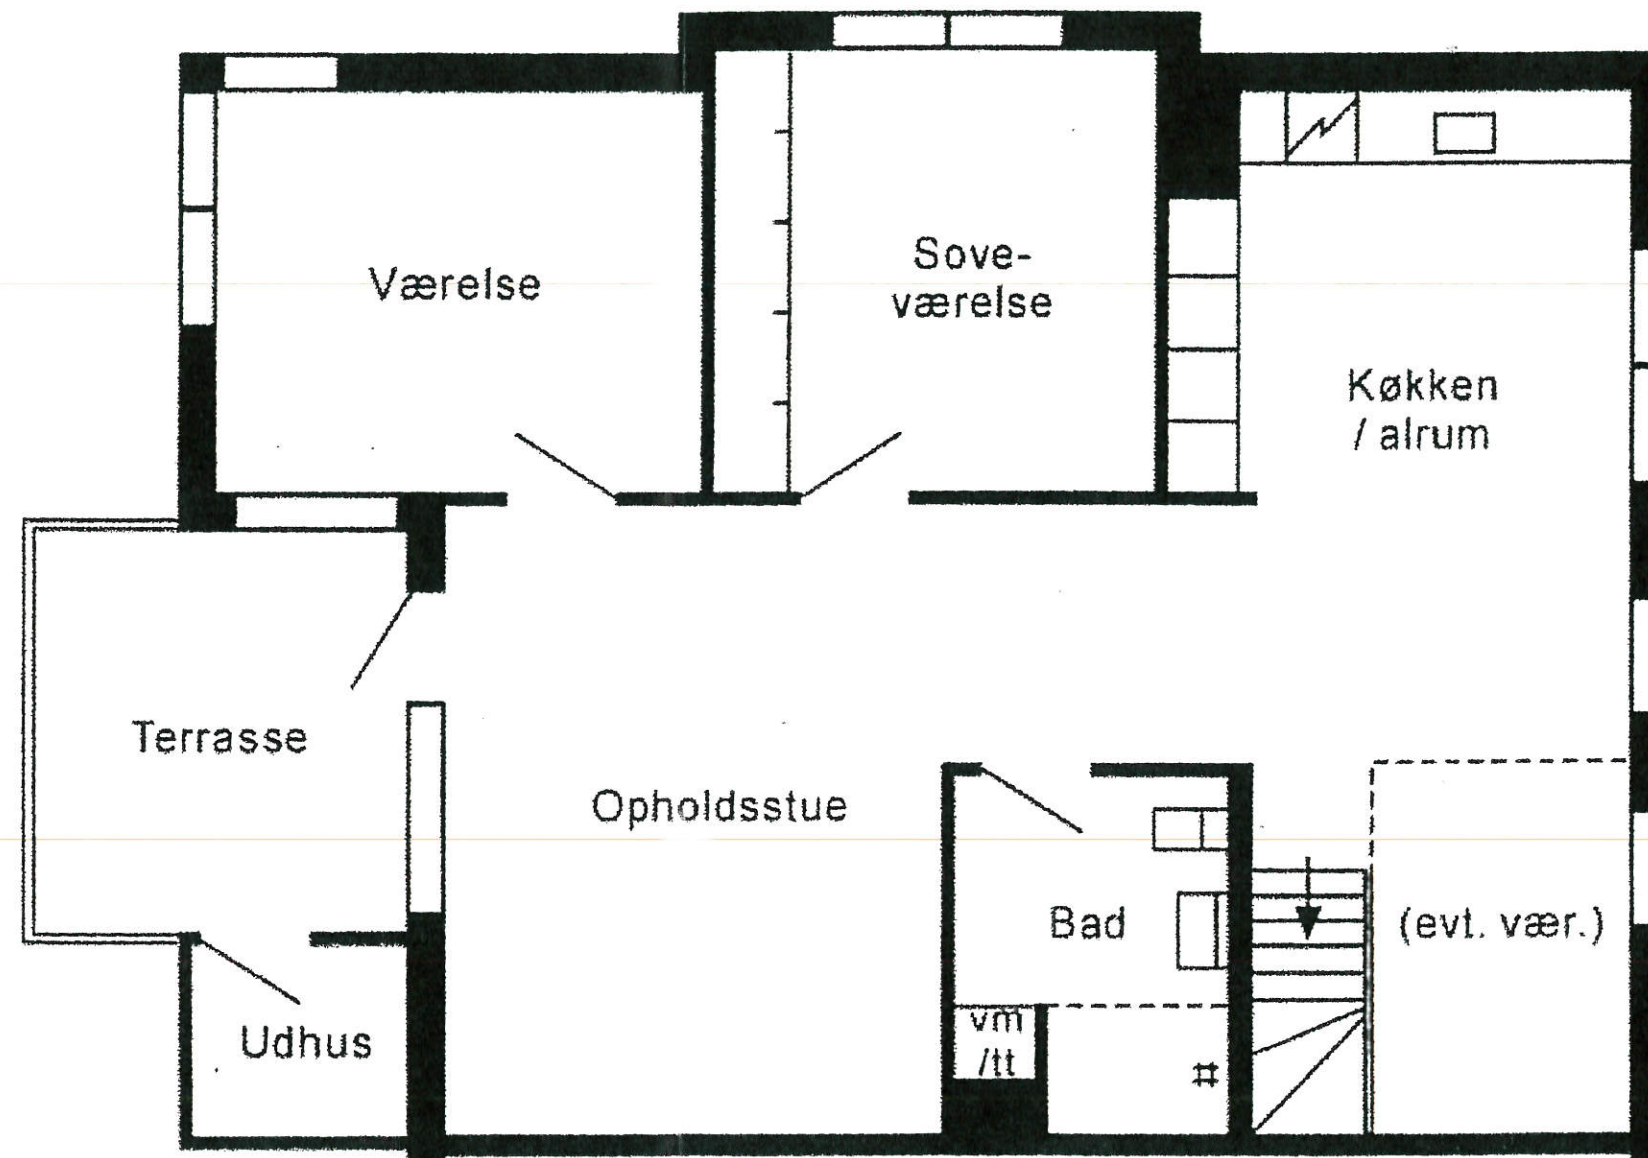 Værelse
Sove-
værelse
Køkken
/ alrum
Terrasse
Opholdsstue
Bad
(evt. vær.)
Udhus
vm
/tt